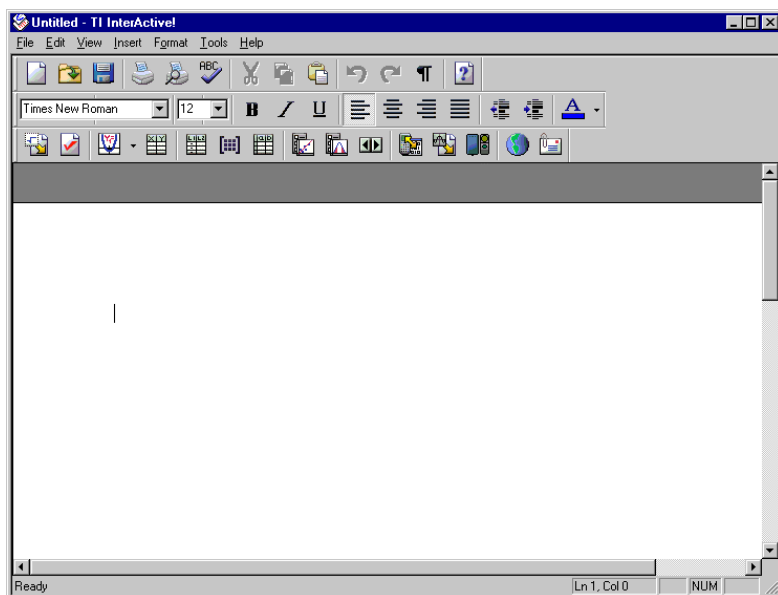 Untitled - TI InterActive!
File Edit View Insert Format Tools Help
ABC
Times New Roman 12 B I U A
Ready Ln 1, Col 0 NUM